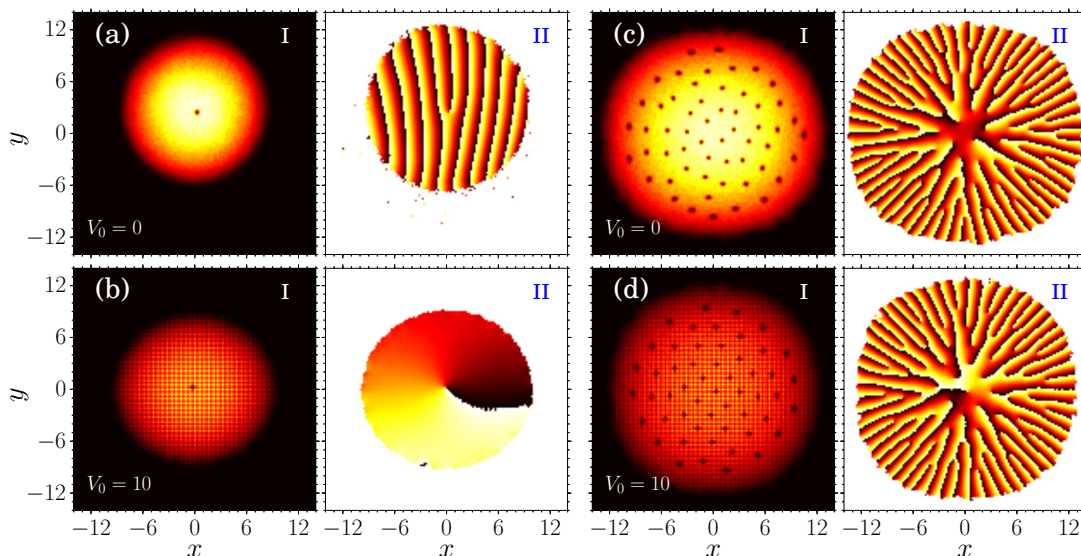 (a) I II (c) I II
12
6
y 0
−6
−12
V₀ = 0 V₀ = 0
(b) I II (d) I II
12
6
y 0
−6
−12
V₀ = 10 V₀ = 10
−12 −6 0 6 12 −12 −6 0 6 12 −12 −6 0 6 12 −12 −6 0 6 12
x x x x